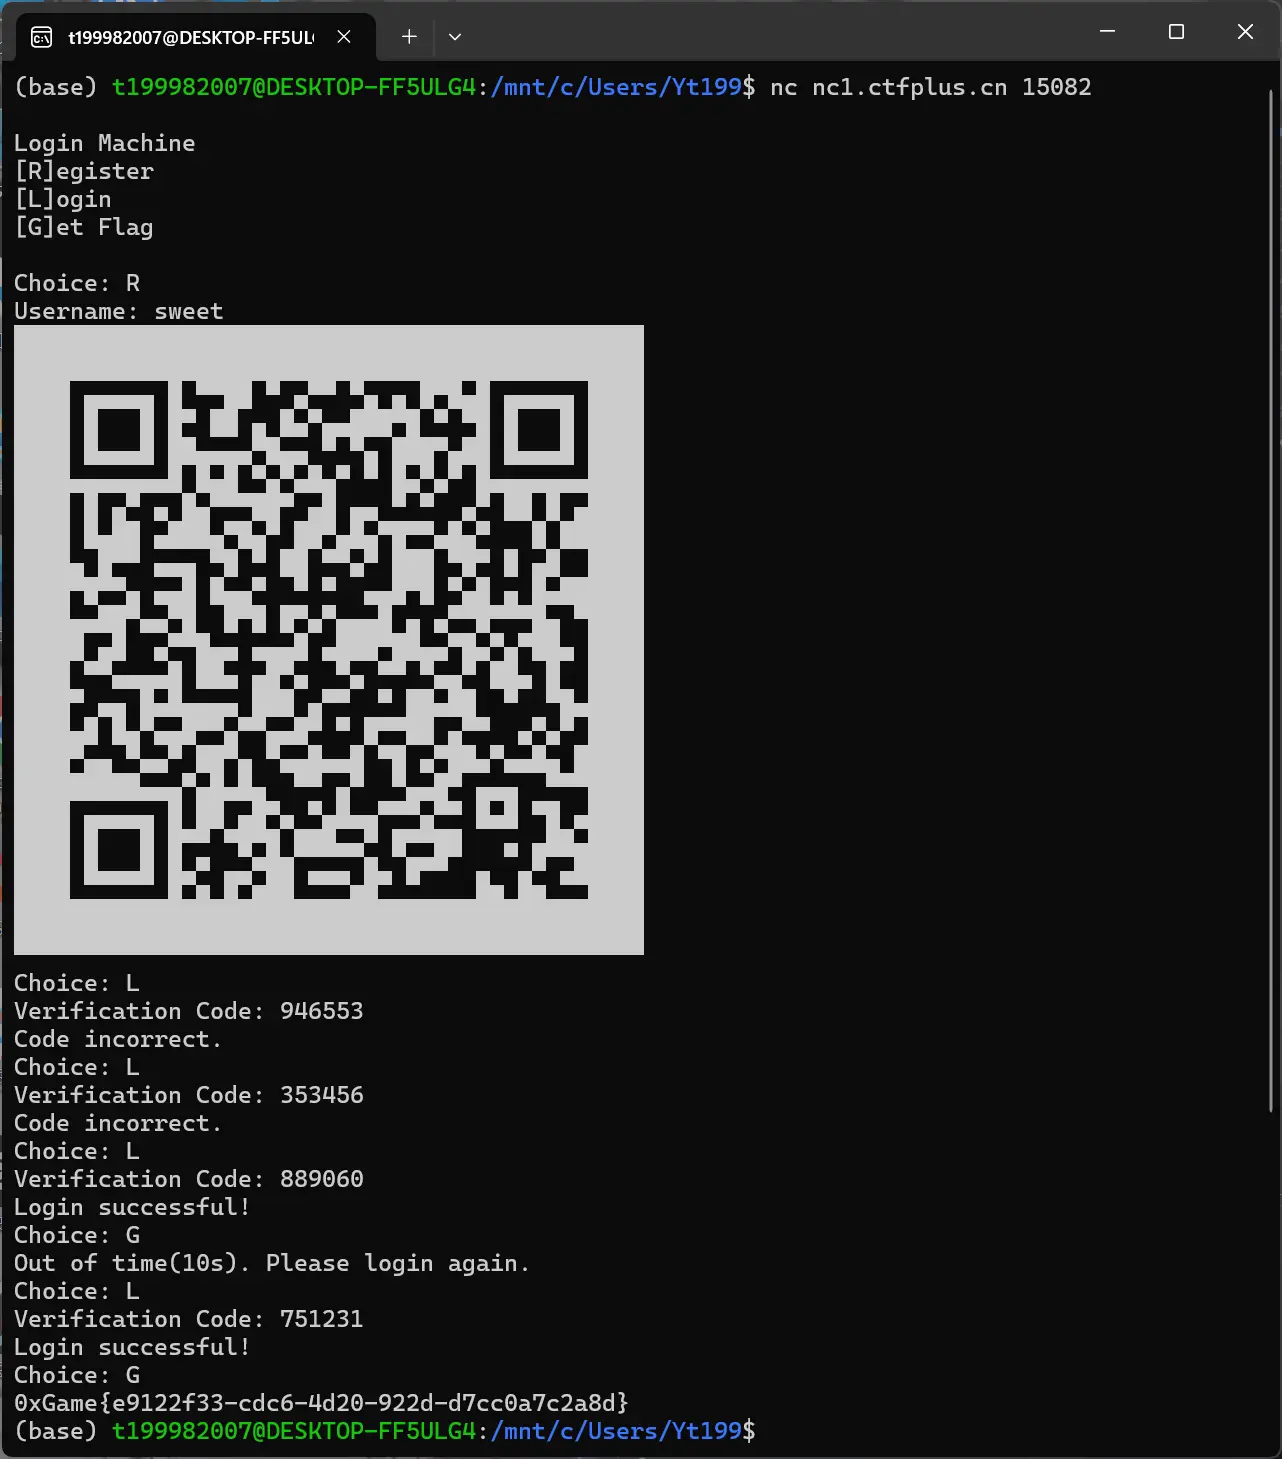 t199982007@DESKTOP-FF5UL
(base) t199982007@DESKTOP-FF5ULG4:/mnt/c/Users/Yt199$ nc nc1.ctfplus.cn 15082
Login Machine
[R]egister
[L]ogin
[G]et Flag
Choice: R
Username: sweet
Choice: L
Verification Code: 946553
Code incorrect.
Choice: L
Verification Code: 353456
Code incorrect.
Choice: L
Verification Code: 889060
Login successful!
Choice: G
Out of time(10s). Please login again.
Choice: L
Verification Code: 751231
Login successful!
Choice: G
0xGame{e9122f33-cdc6-4d20-922d-d7cc0a7c2a8d}
(base) t199982007@DESKTOP-FF5ULG4:/mnt/c/Users/Yt199$